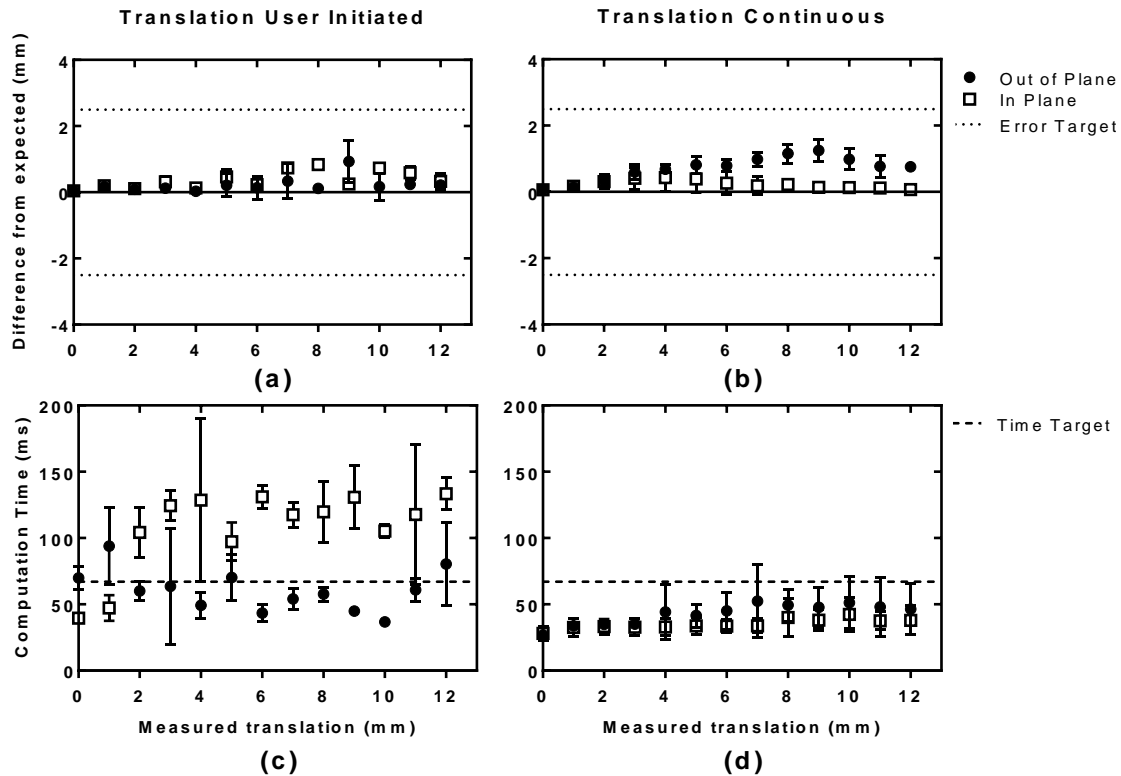 Translation User Initiated
Translation Continuous
Difference from expected (mm)
4
2
0
-2
-4
0 2 4 6 8 10 12
(a)
4
2
0
-2
-4
0 2 4 6 8 10 12
(b)
Out of Plane
In Plane
Error Target
Computation Time (ms)
200
150
100
50
0
0 2 4 6 8 10 12
Measured translation (mm)
(c)
200
150
100
50
0
0 2 4 6 8 10 12
Measured translation (mm)
(d)
Time Target